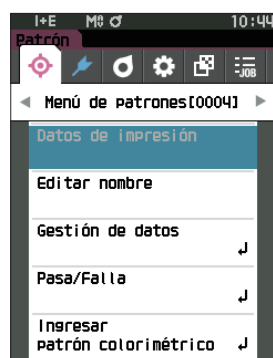 I+E M0 10:44
Patrón
-JOB
Menú de patrones[0004]
Datos de impresión
Editar nombre
Gestión de datos
Pasa/Falla
Ingresar
patrón colorimétrico